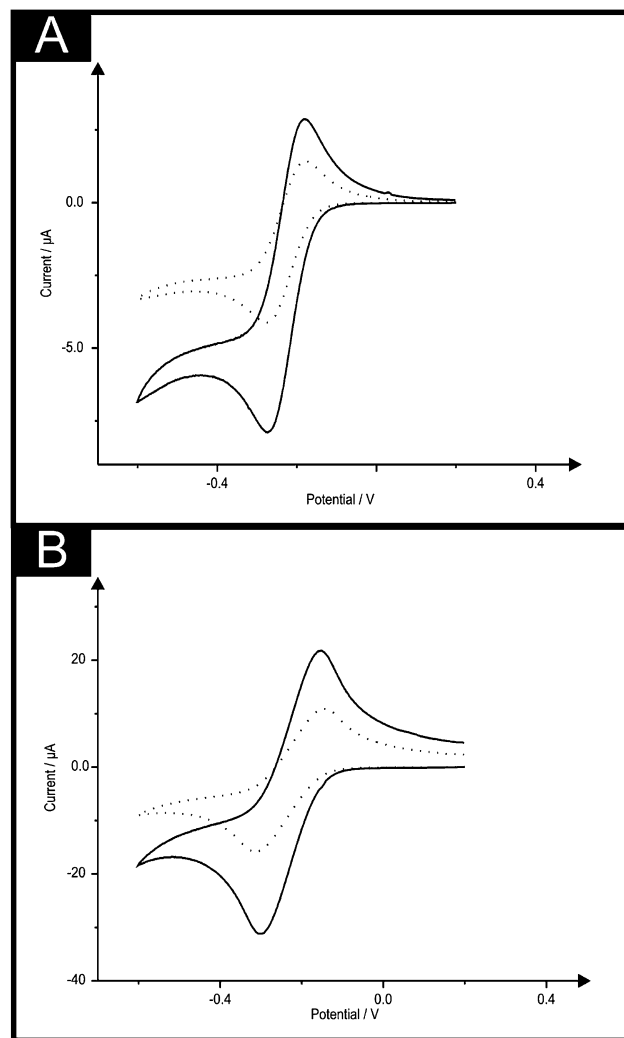 A
0.0
Current / µA
-5.0
-0.4
0.4
Potential / V
B
20
0.0
Current / µA
-20
-40
-0.4
0.0
0.4
Potential / V